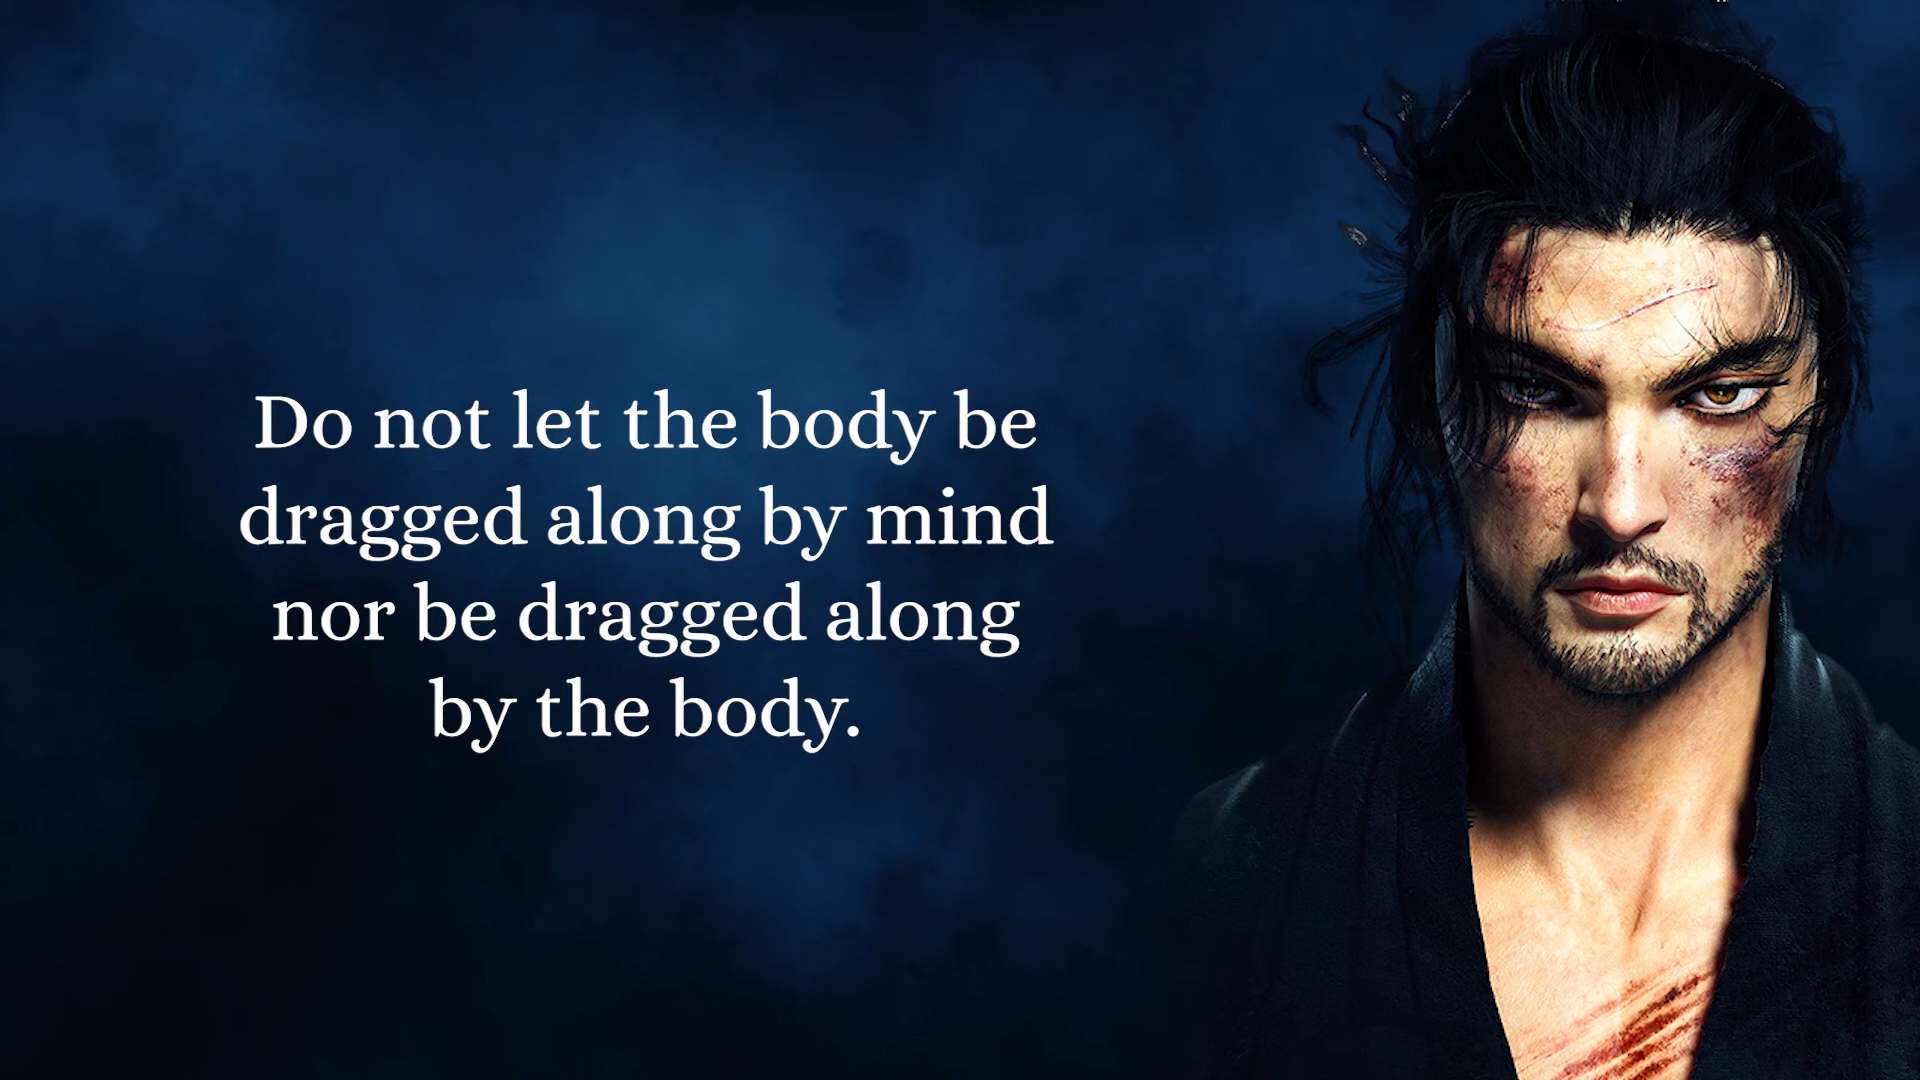 Do not let the body be
dragged along by mind
nor be dragged along
by the body.